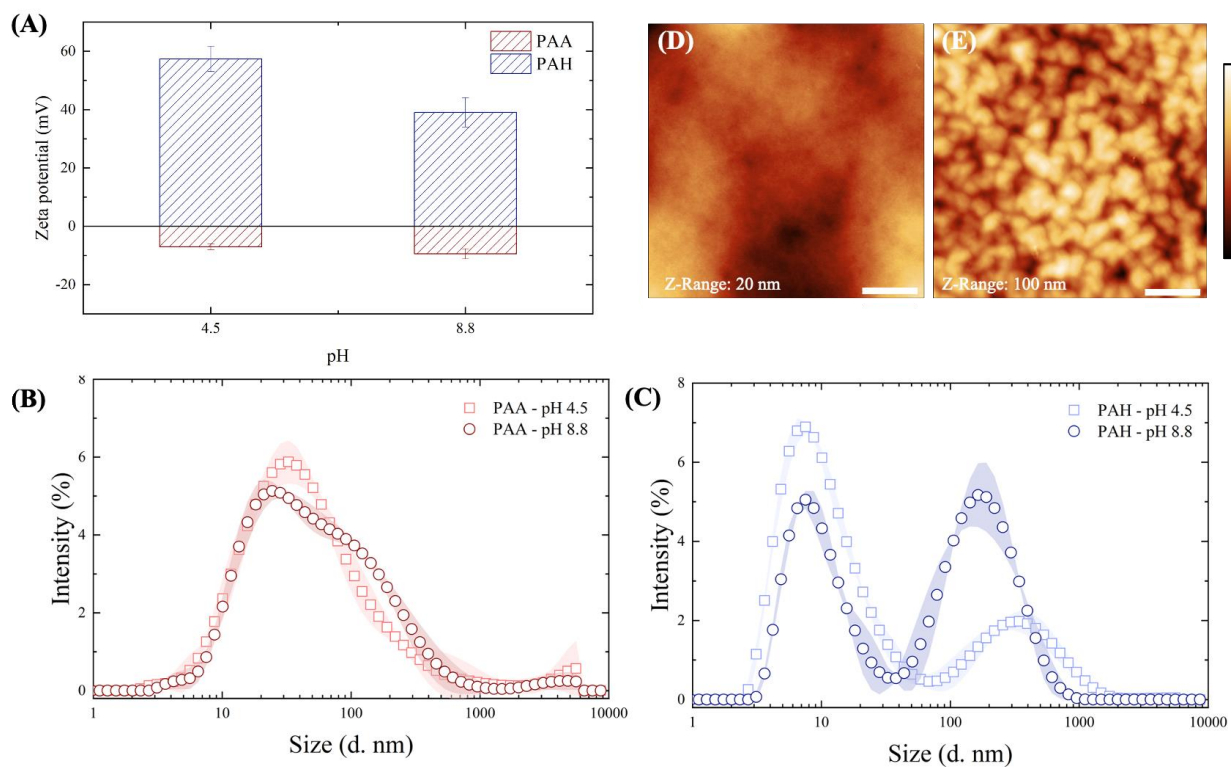 (A)
PAA
PAH
60
40
20
0
-20
Zeta potential (mV)
4.5
8.8
pH
(D)
Z-Range: 20 nm
(E)
Z-Range: 100 nm
(B)
PAA - pH 4.5
PAA - pH 8.8
8
6
4
2
0
Intensity (%)
1
10
100
1000
10000
Size (d. nm)
(C)
PAH - pH 4.5
PAH - pH 8.8
8
6
4
2
0
Intensity (%)
1
10
100
1000
10000
Size (d. nm)